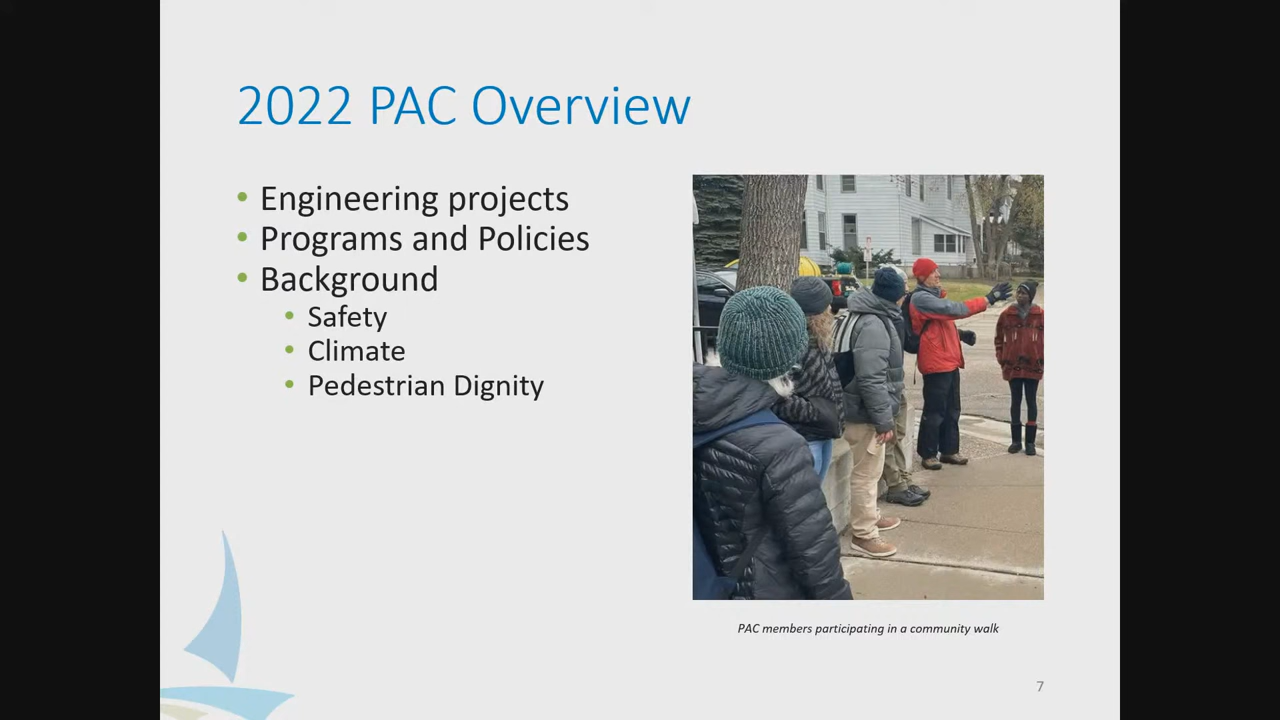 2022 PAC Overview
• Engineering projects
• Programs and Policies
• Background
• Safety
• Climate
• Pedestrian Dignity
PAC members participating in a community walk
7